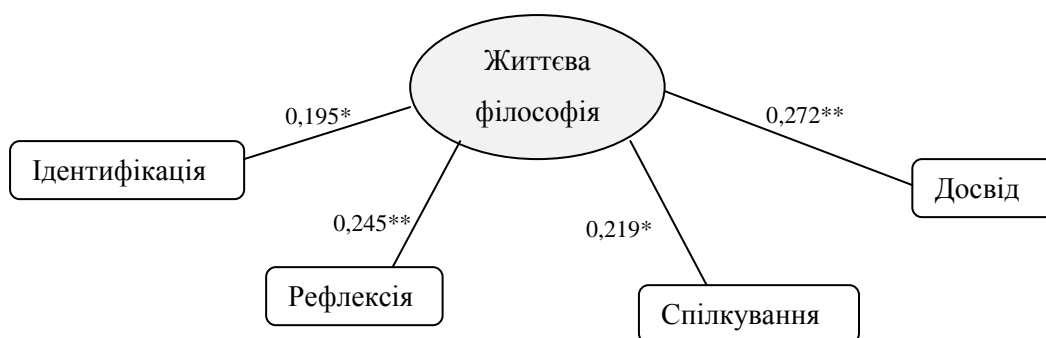 Життєва
філософія
0,195*
0,272**
Ідентифікація
Досвід
0,245**
0,219*
Рефлексія
Спілкування